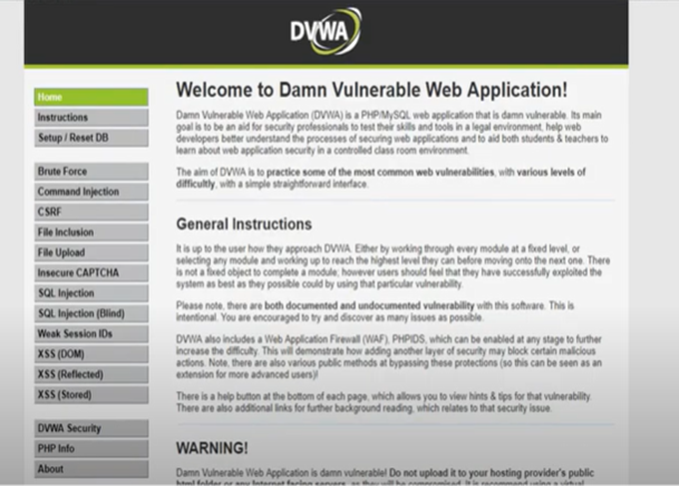 DVWA
Home
Instructions
Setup / Reset DB
Brute Force
Command Injection
CSRF
File Inclusion
File Upload
Insecure CAPTCHA
SQL Injection
SQL Injection (Blind)
Weak Session IDs
XSS (DOM)
XSS (Reflected)
XSS (Stored)
DVWA Security
PHP Info
About
Welcome to Damn Vulnerable Web Application!
Damn Vulnerable Web Application (DVWA) is a PHP/MySQL web application that is damn vulnerable. Its main
goal is to be an aid for security professionals to test their skills and tools in a legal environment, help web
developers better understand the processes of securing web applications and to aid both students & teachers to
learn about web application security in a controlled class room environment.
The aim of DVWA is to practice some of the most common web vulnerabilities, with various levels of
difficultly, with a simple straightforward interface.
General Instructions
It is up to the user how they approach DVWA. Either by working through every module at a fixed level, or
selecting any module and working up to reach the highest level they can before moving onto the next one. There
is not a fixed object to complete a module; however users should feel that they have successfully exploited the
system as best as they possible could by using that particular vulnerability.
Please note, there are both documented and undocumented vulnerability with this software. This is
intentional. You are encouraged to try and discover as many issues as possible.
DVWA also includes a Web Application Firewall (WAF), PHPIDS, which can be enabled at any stage to further
increase the difficulty. This will demonstrate how adding another layer of security may block certain malicious
actions. Note, there are also various public methods at bypassing these protections (so this can be seen as an
extension for more advanced users)!
There is a help button at the bottom of each page, which allows you to view hints & tips for that vulnerability.
There are also additional links for further background reading, which relates to that security issue.
WARNING!
Damn Vulnerable Web Application is damn vulnerable! Do not upload it to your hosting provider's public
html folder or any Internet facing servers, as they will be compromised. It is recommend using a virtual